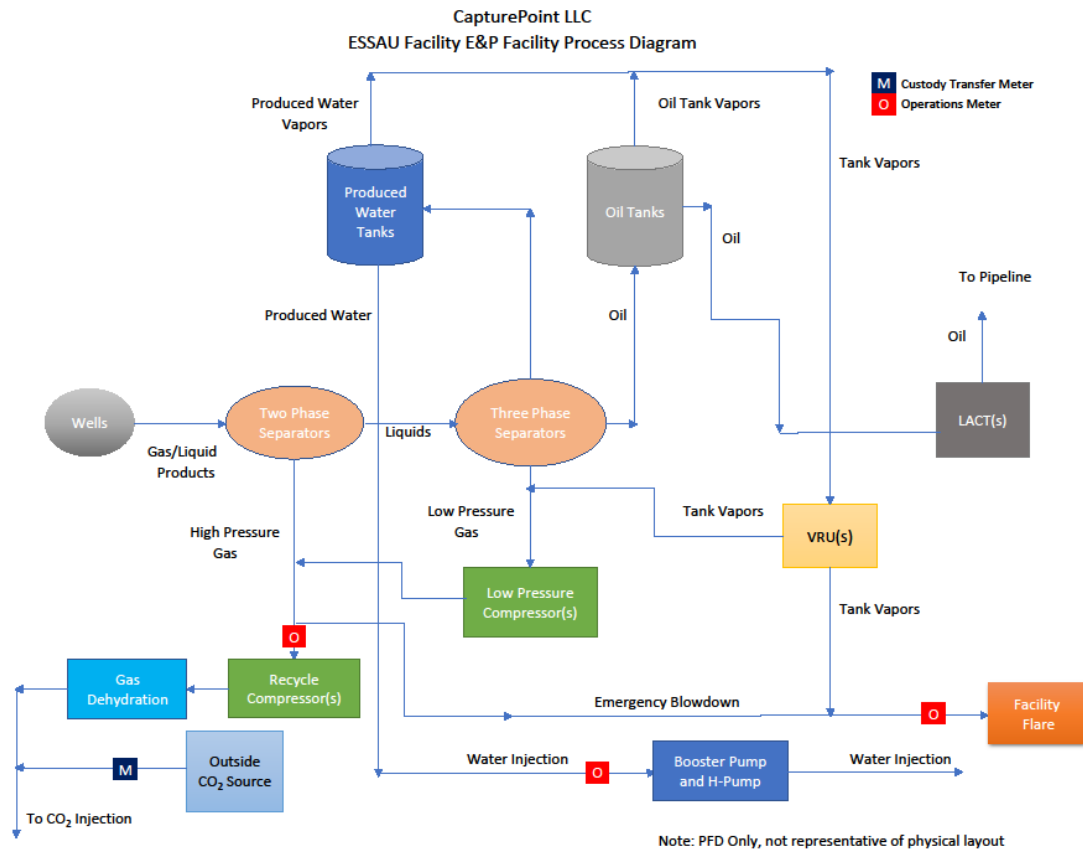 CapturePoint LLC
ESSAU Facility E&P Facility Process Diagram
M Custody Transfer Meter
O Operations Meter
Produced Water
Vapors
Oil Tank Vapors
Tank Vapors
Produced
Water
Tanks
Oil Tanks
Oil
To Pipeline
Produced Water
Oil
Oil
Wells
Two Phase
Separators
Liquids
Three Phase
Separators
LACT(s)
Gas/Liquid
Products
High Pressure
Gas
Low Pressure
Gas
Tank Vapors
VRU(s)
Low Pressure
Compressor(s)
Tank Vapors
O
Gas
Dehydration
Recycle
Compressor(s)
Emergency Blowdown
O
Facility
Flare
M
Outside
CO₂ Source
Water Injection
O
Booster Pump
and H-Pump
Water Injection
To CO₂ Injection
Note: PFD Only, not representative of physical layout